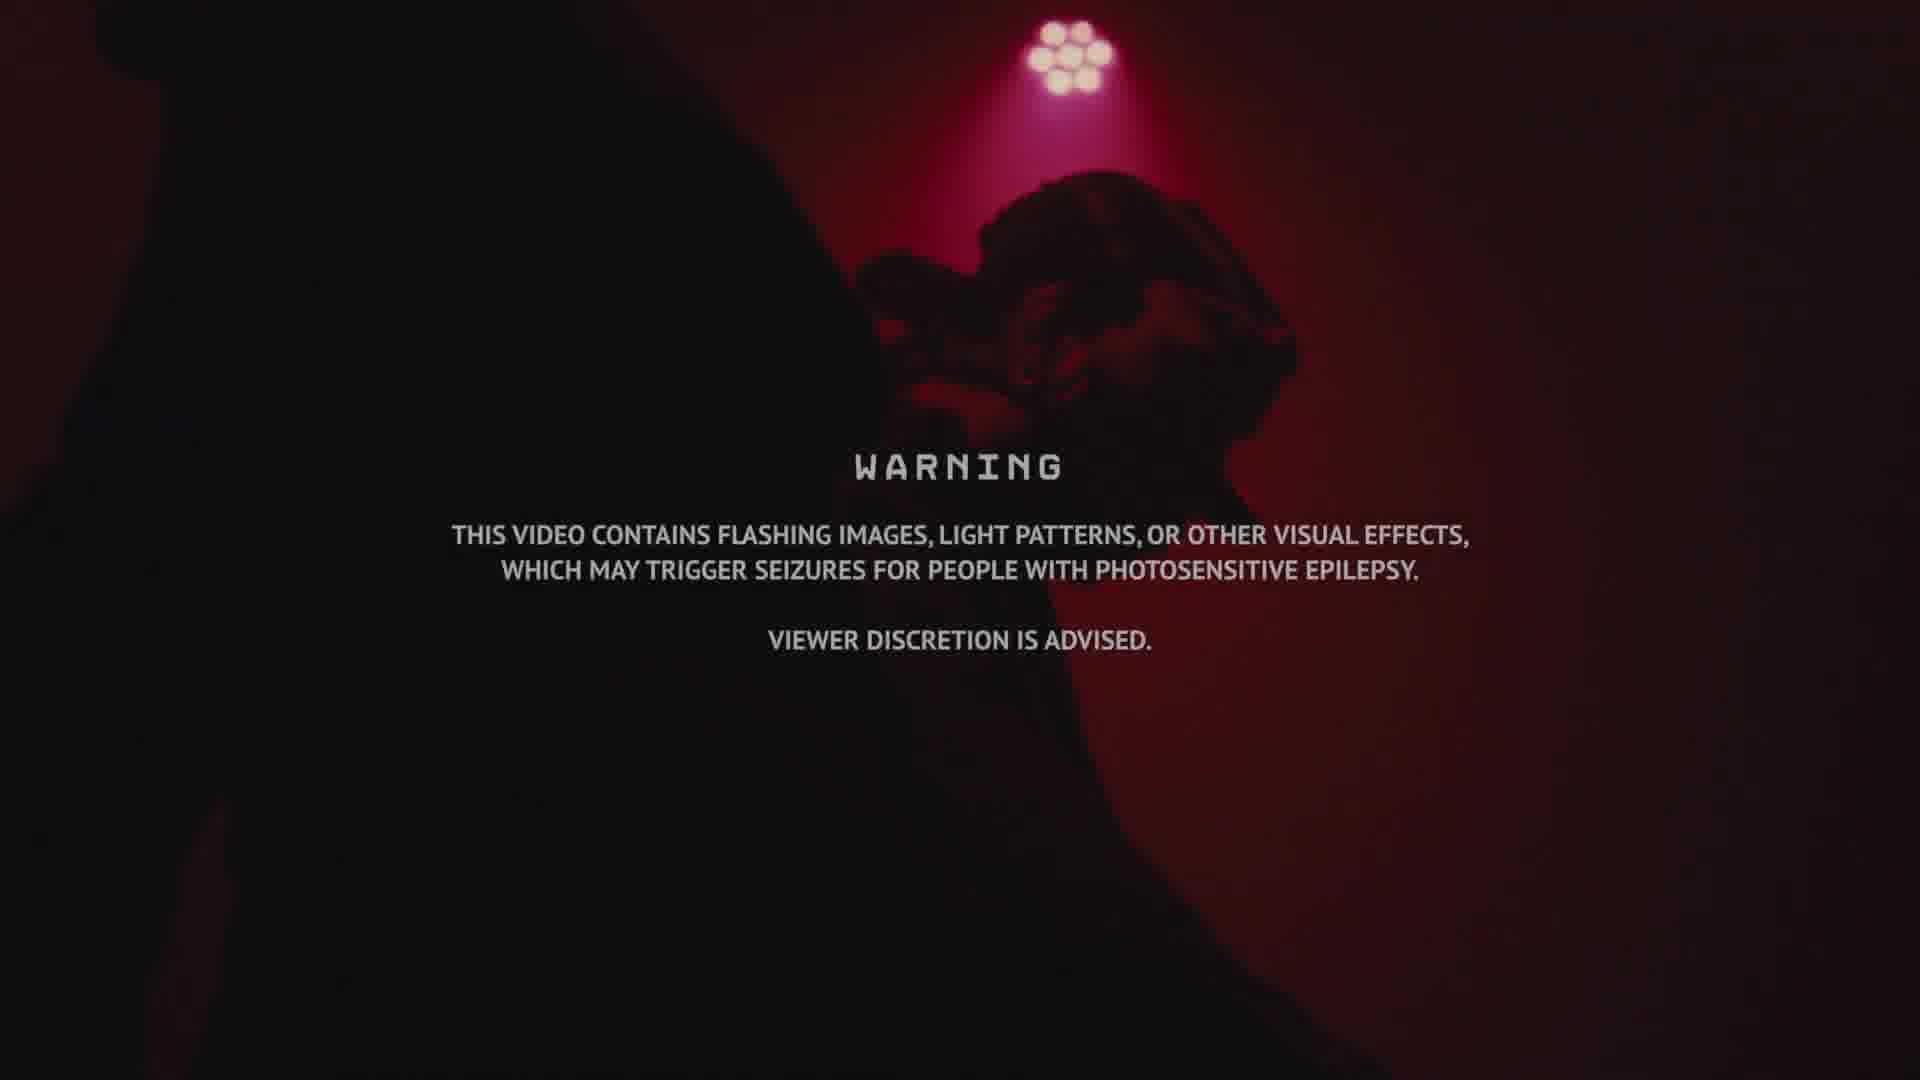 WARNING
THIS VIDEO CONTAINS FLASHING IMAGES, LIGHT PATTERNS, OR OTHER VISUAL EFFECTS,
WHICH MAY TRIGGER SEIZURES FOR PEOPLE WITH PHOTOSENSITIVE EPILEPSY.
VIEWER DISCRETION IS ADVISED.